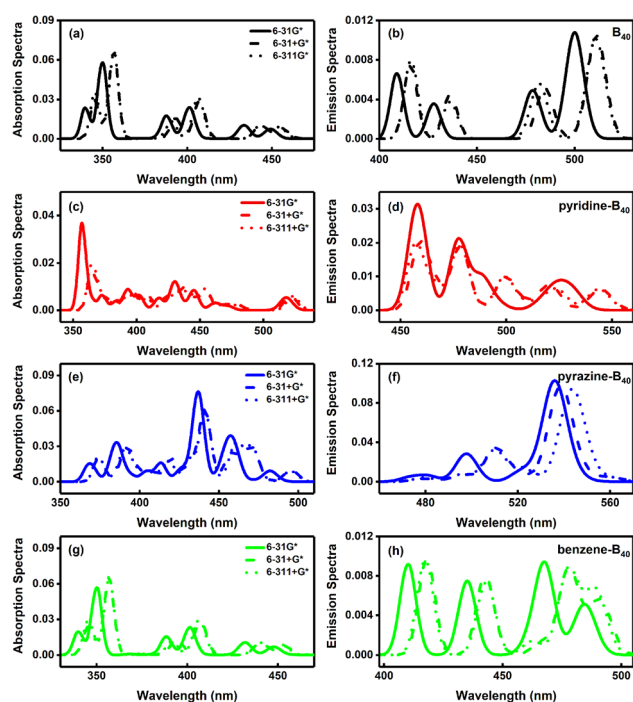 (a)
6-31G*
6-31+G*
6-311G*
Absorption Spectra
0.09
0.06
0.03
0.00
350
400
450
Wavelength (nm)
(b)
B₄₀
Emission Spectra
0.012
0.008
0.004
0.000
400
450
500
Wavelength (nm)
(c)
6-31G*
6-31+G*
6-311+G*
Absorption Spectra
0.04
0.02
0.00
350
400
450
500
Wavelength (nm)
(d)
pyridine-B₄₀
Emission Spectra
0.03
0.02
0.01
0.00
450
500
550
Wavelength (nm)
(e)
6-31G*
6-31+G*
6-311+G*
Absorption Spectra
0.09
0.06
0.03
0.00
350
400
450
500
Wavelength (nm)
(f)
pyrazine-B₄₀
Emission Spectra
0.12
0.08
0.04
0.00
480
520
560
Wavelength (nm)
(g)
6-31G*
6-31+G*
6-311+G*
Absorption Spectra
0.09
0.06
0.03
0.00
350
400
450
Wavelength (nm)
(h)
benzene-B₄₀
Emission Spectra
0.012
0.008
0.004
0.000
400
450
500
Wavelength (nm)